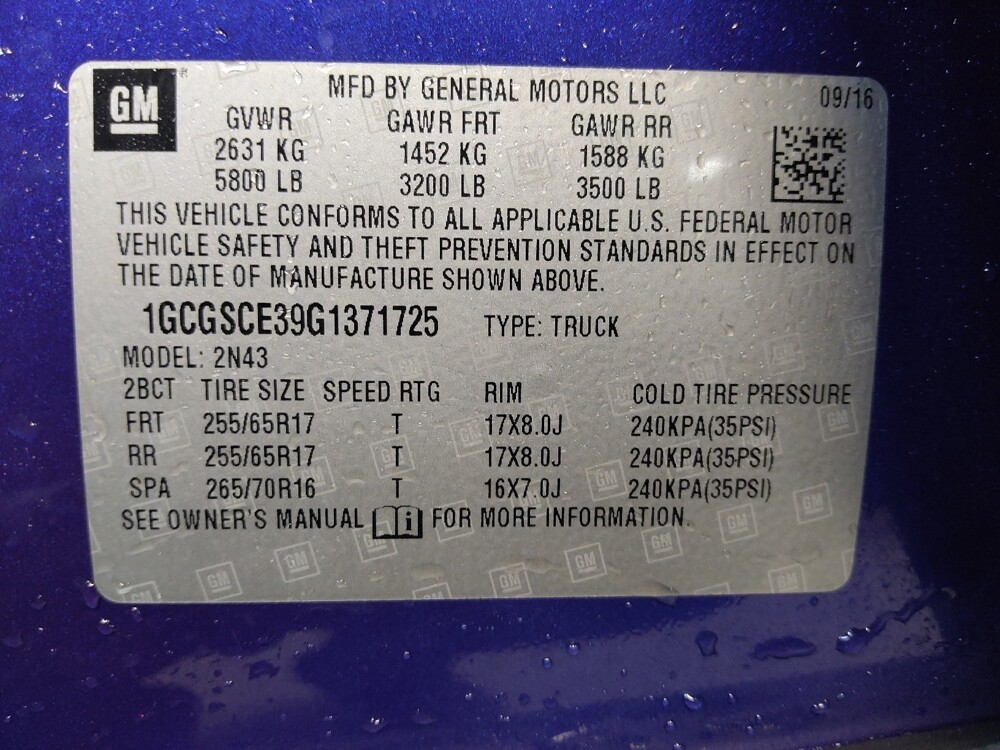 GM
MFD BY GENERAL MOTORS LLC 09/16
GVWR GAWR FRT GAWR RR
2631 KG 1452 KG 1588 KG
5800 LB 3200 LB 3500 LB
THIS VEHICLE CONFORMS TO ALL APPLICABLE U.S. FEDERAL MOTOR
VEHICLE SAFETY AND THEFT PREVENTION STANDARDS IN EFFECT ON
THE DATE OF MANUFACTURE SHOWN ABOVE.
1GCGSCE39G1371725 TYPE: TRUCK
MODEL: 2N43
2BCT TIRE SIZE SPEED RTG RIM COLD TIRE PRESSURE
FRT 255/65R17 T 17X8.0J 240KPA(35PSI)
RR 255/65R17 T 17X8.0J 240KPA(35PSI)
SPA 265/70R16 T 16X7.0J 240KPA(35PSI)
SEE OWNER'S MANUAL i FOR MORE INFORMATION.